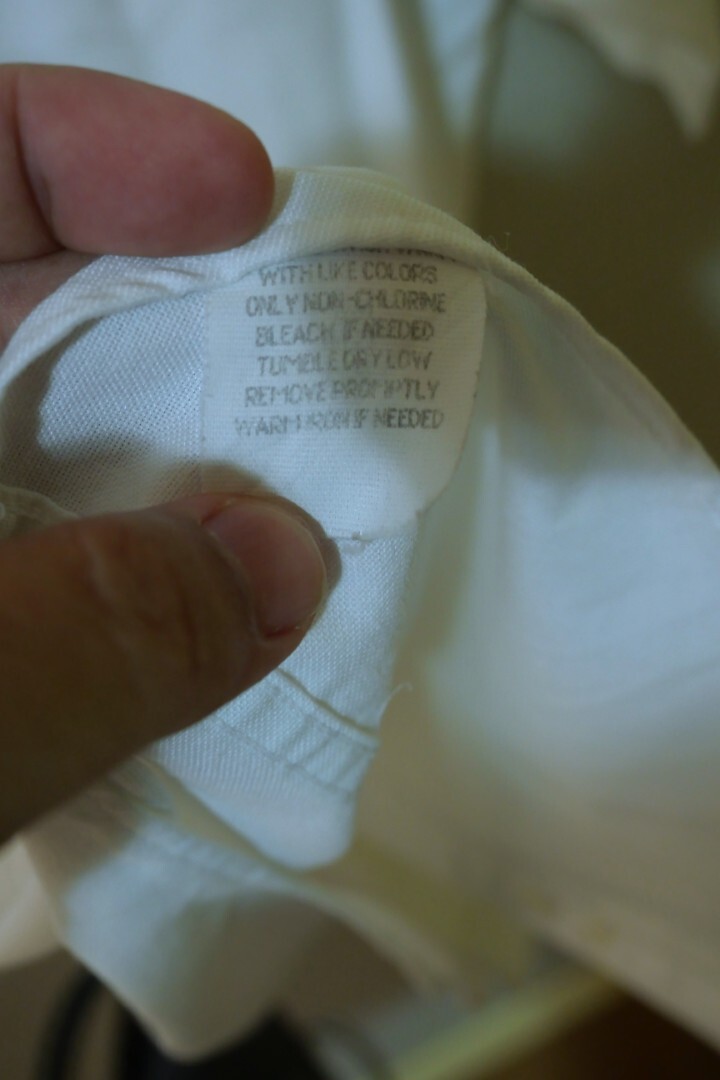 WITH LIKE COLORS
ONLY NON-CHLORINE
BLEACH IF NEEDED
TUMBLE DRY LOW
REMOVE PROMPTLY
WARM IRON IF NEEDED